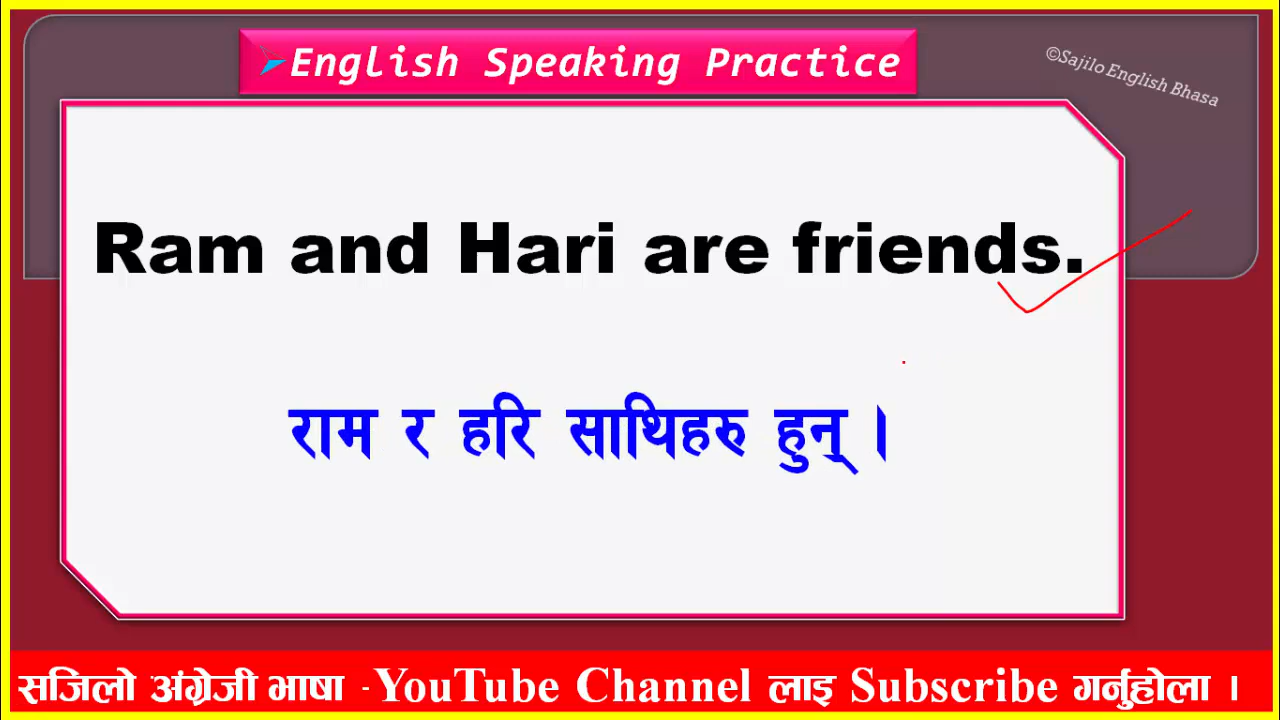 English Speaking Practice
©Sajilo English Bhasa
Ram and Hari are friends.
राम र हरि साथिहरु हुन् ।
सजिलो अंग्रेजी भाषा -YouTube Channel लाइ Subscribe गर्नुहोला ।